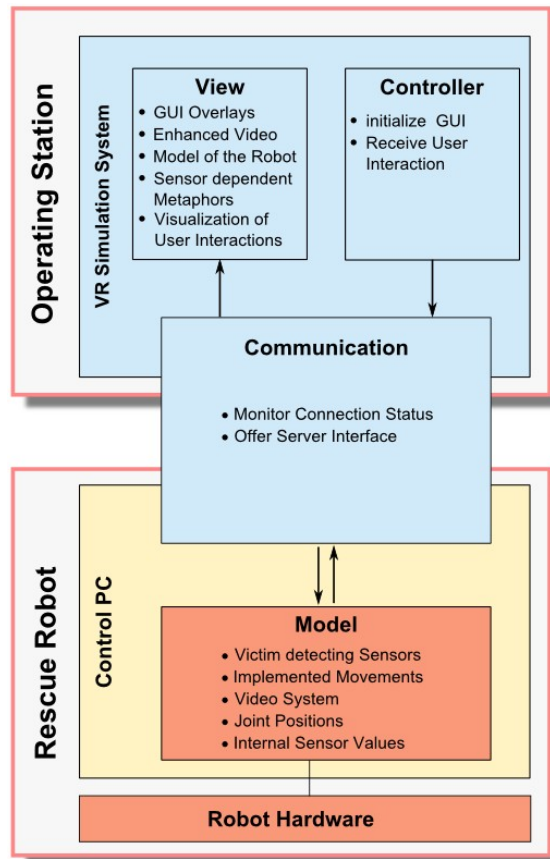 Operating Station
VR Simulation System
View
• GUI Overlays
• Enhanced Video
• Model of the Robot
• Sensor dependent
Metaphors
• Visualization of
User Interactions
Controller
• initialize GUI
• Receive User
Interaction
Communication
• Monitor Connection Status
• Offer Server Interface
Rescue Robot
Control PC
Model
• Victim detecting Sensors
• Implemented Movements
• Video System
• Joint Positions
• Internal Sensor Values
Robot Hardware